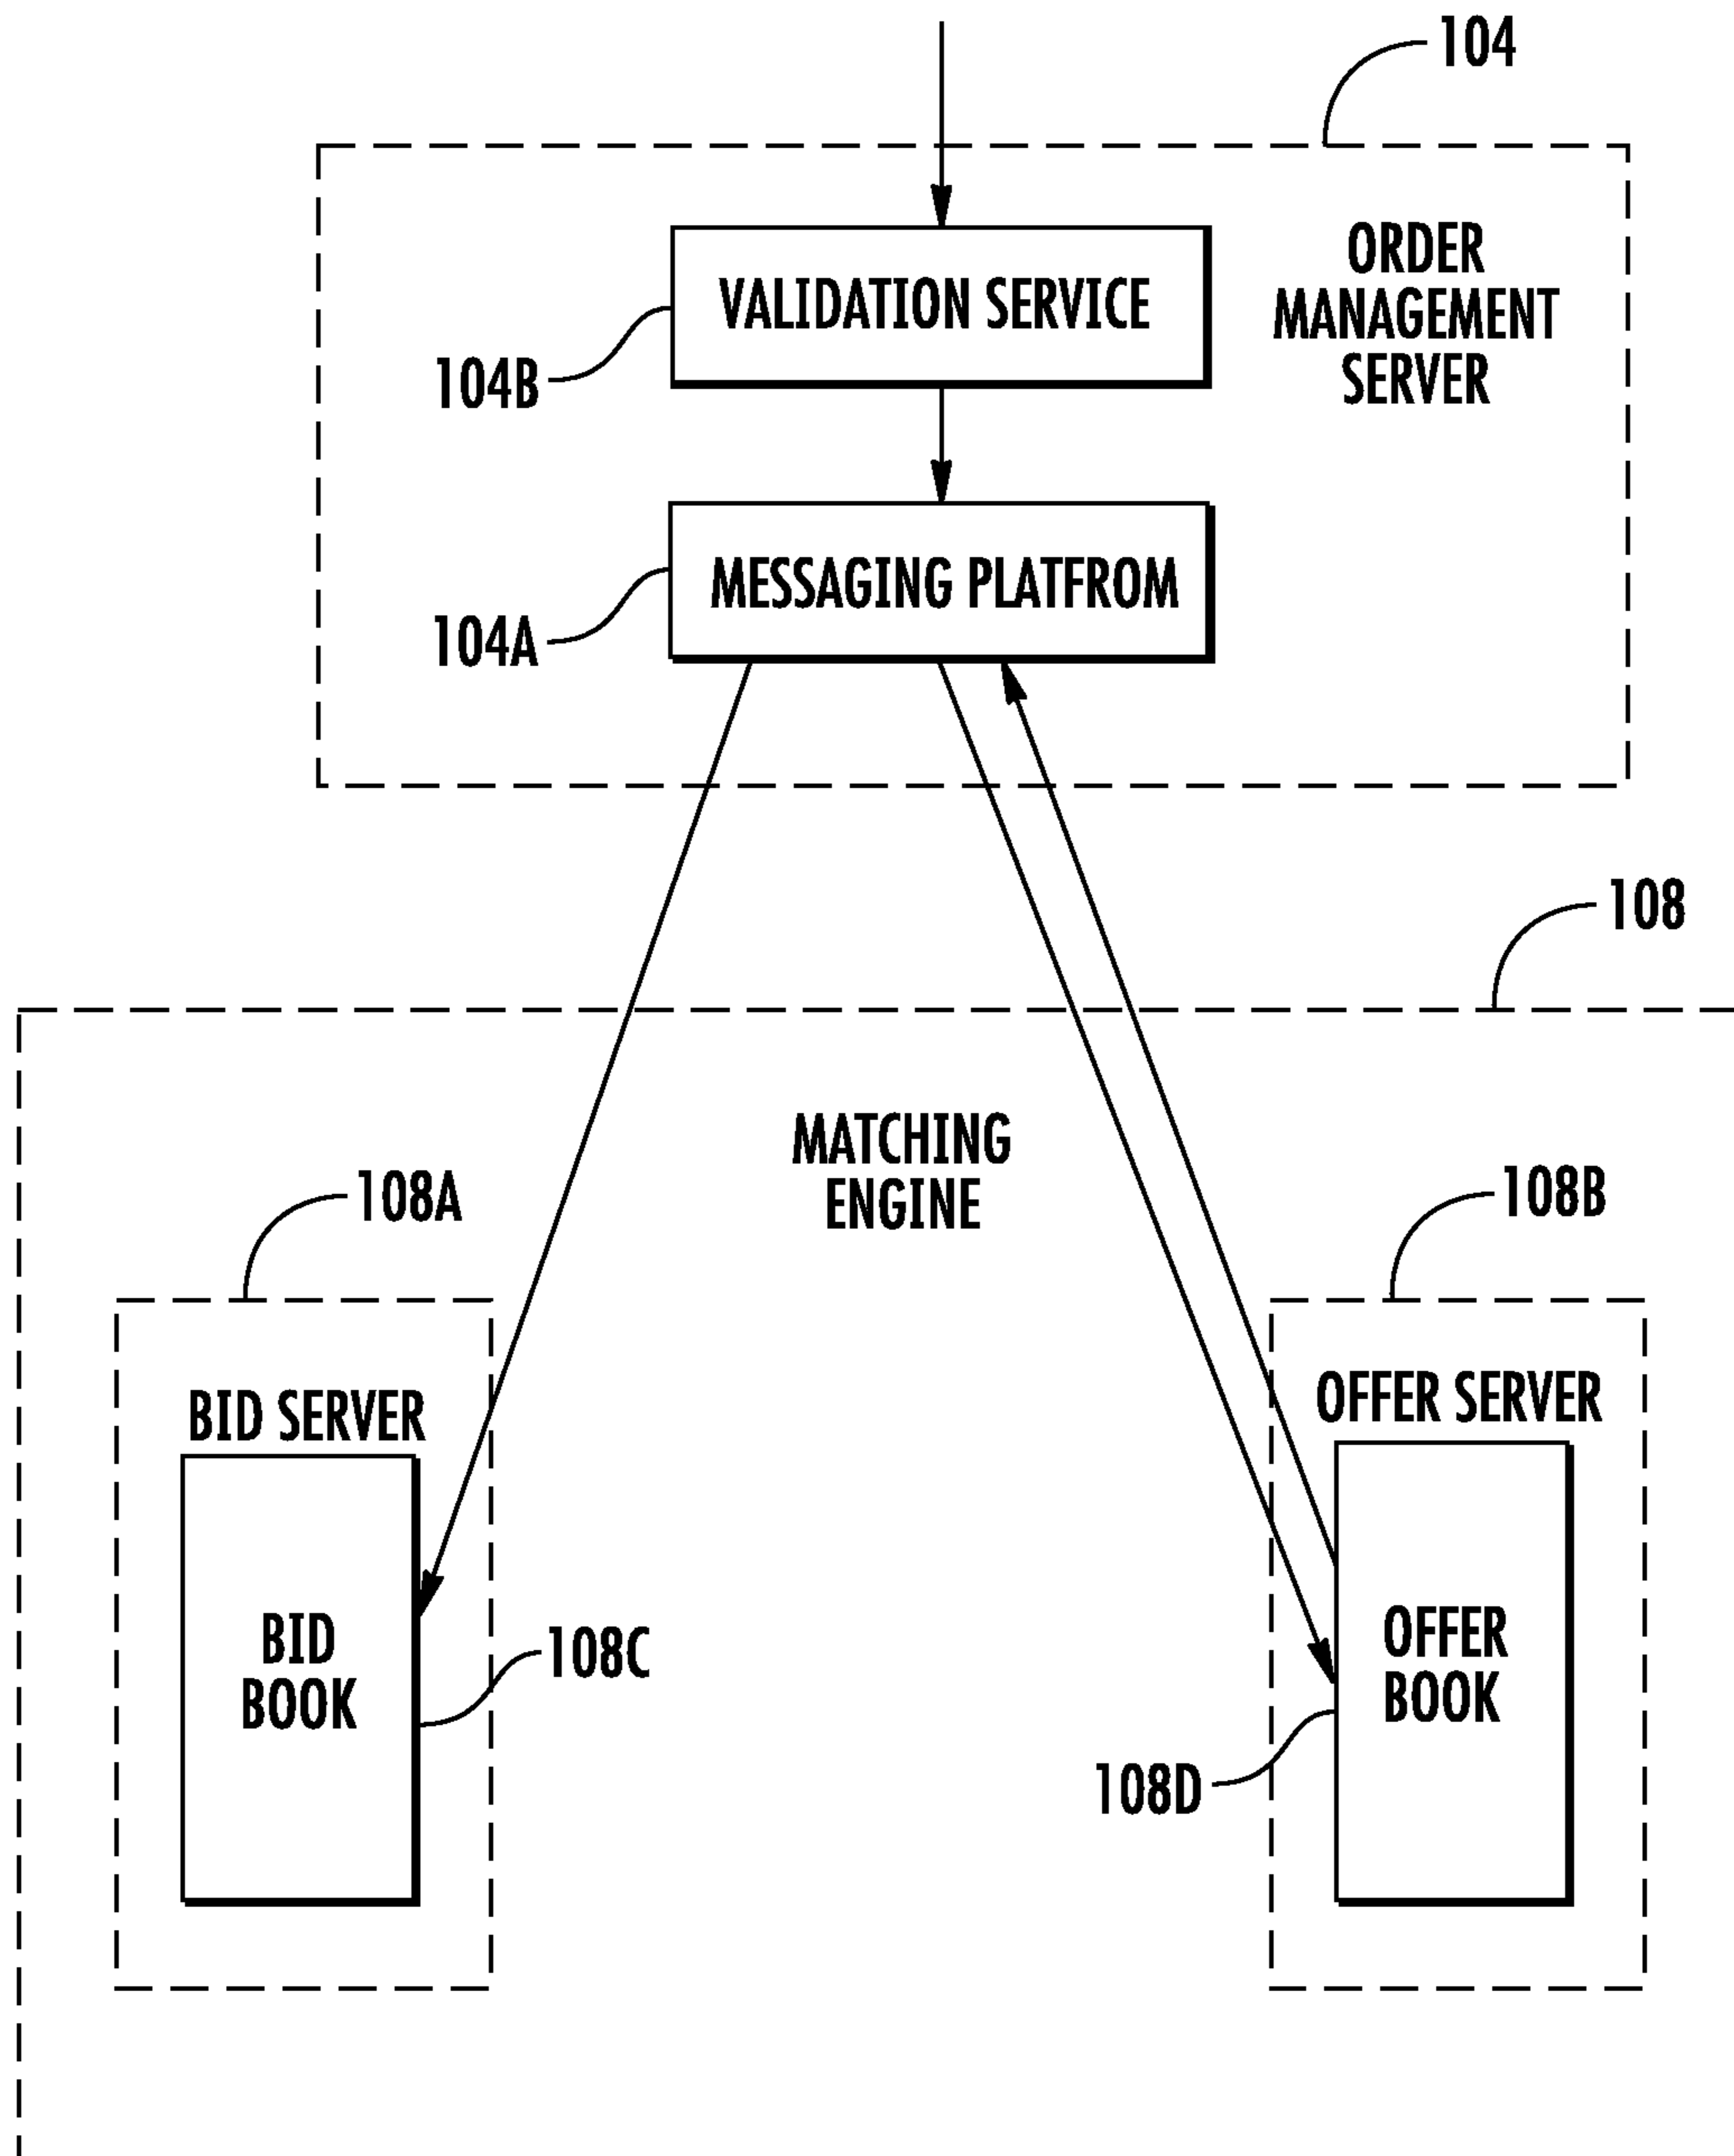 104
ORDER
MANAGEMENT
SERVER
VALIDATION SERVICE
104B
MESSAGING PLATFROM
104A
108
MATCHING
ENGINE
108A
108B
BID SERVER
OFFER SERVER
BID
BOOK
108C
OFFER
BOOK
108D